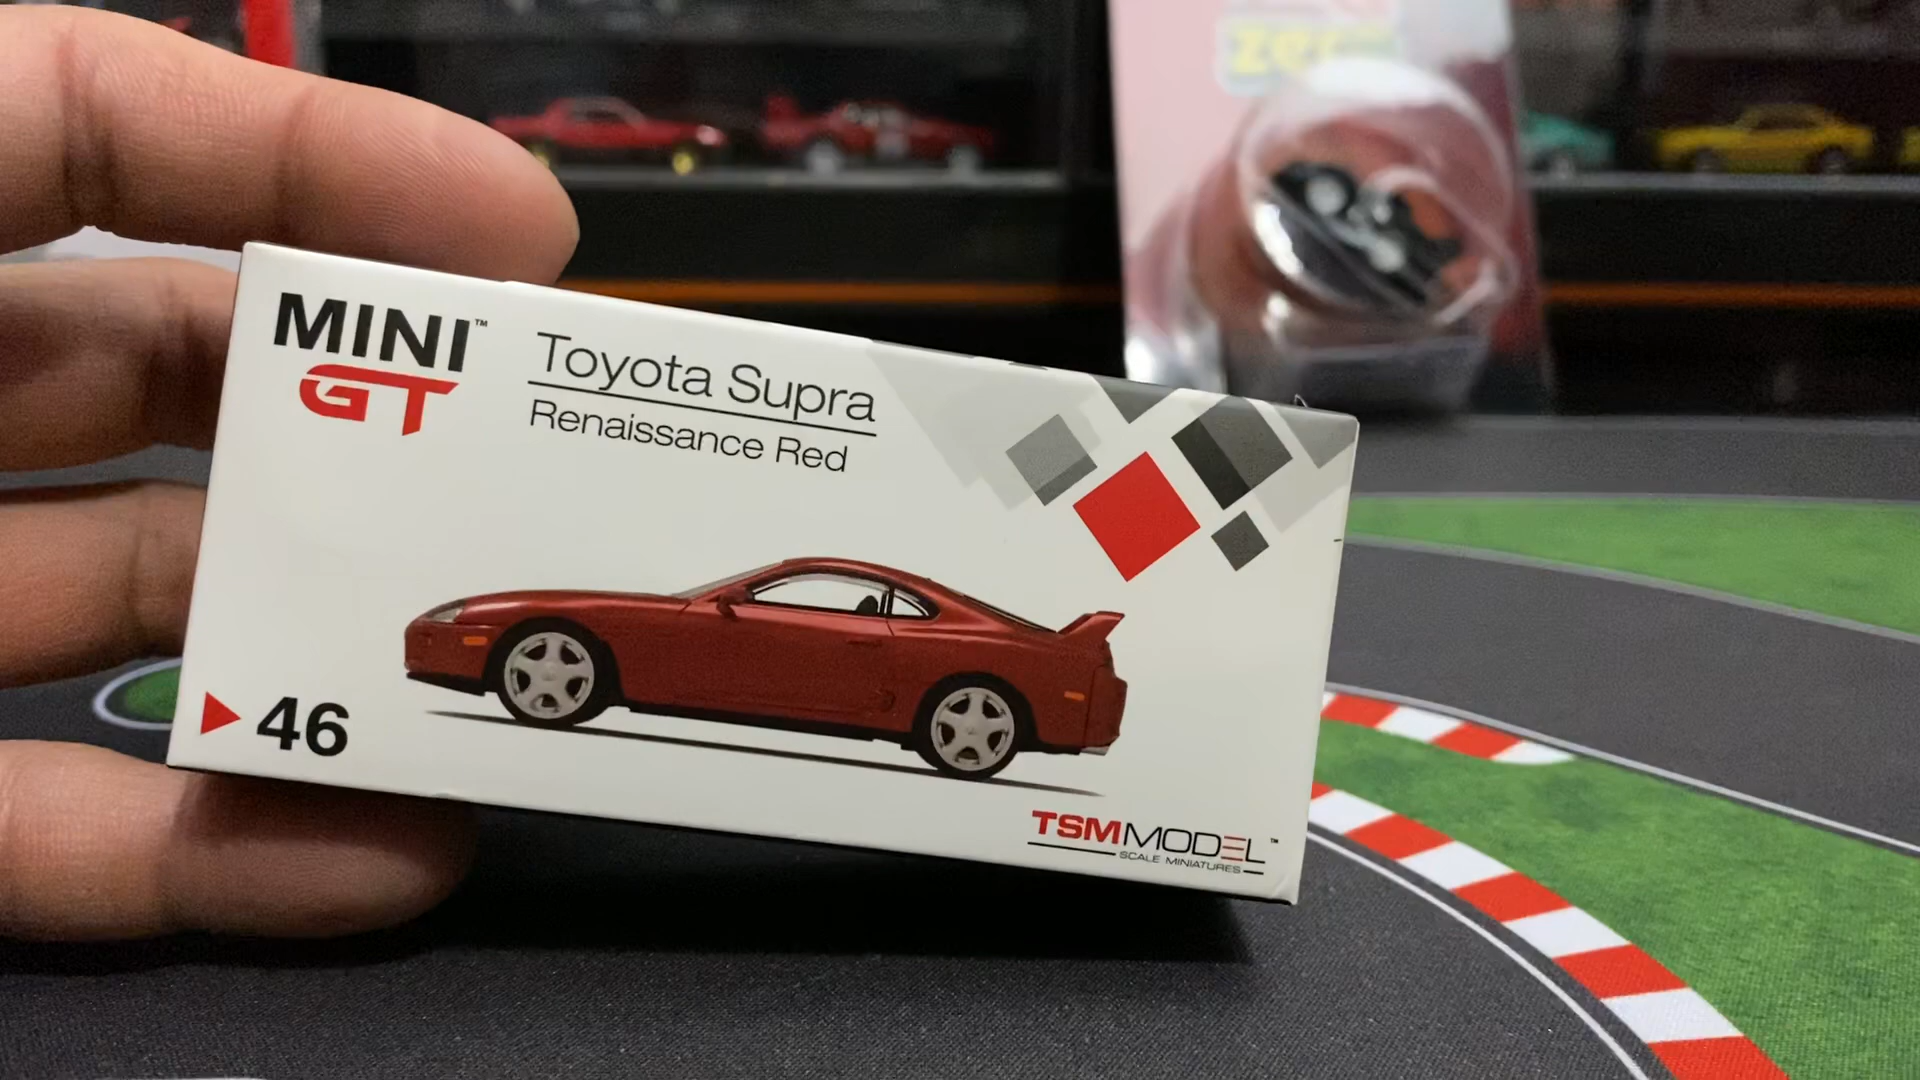 MINI™
GT
Toyota Supra
Renaissance Red
46
TSMMODEL™
SCALE MINIATURES